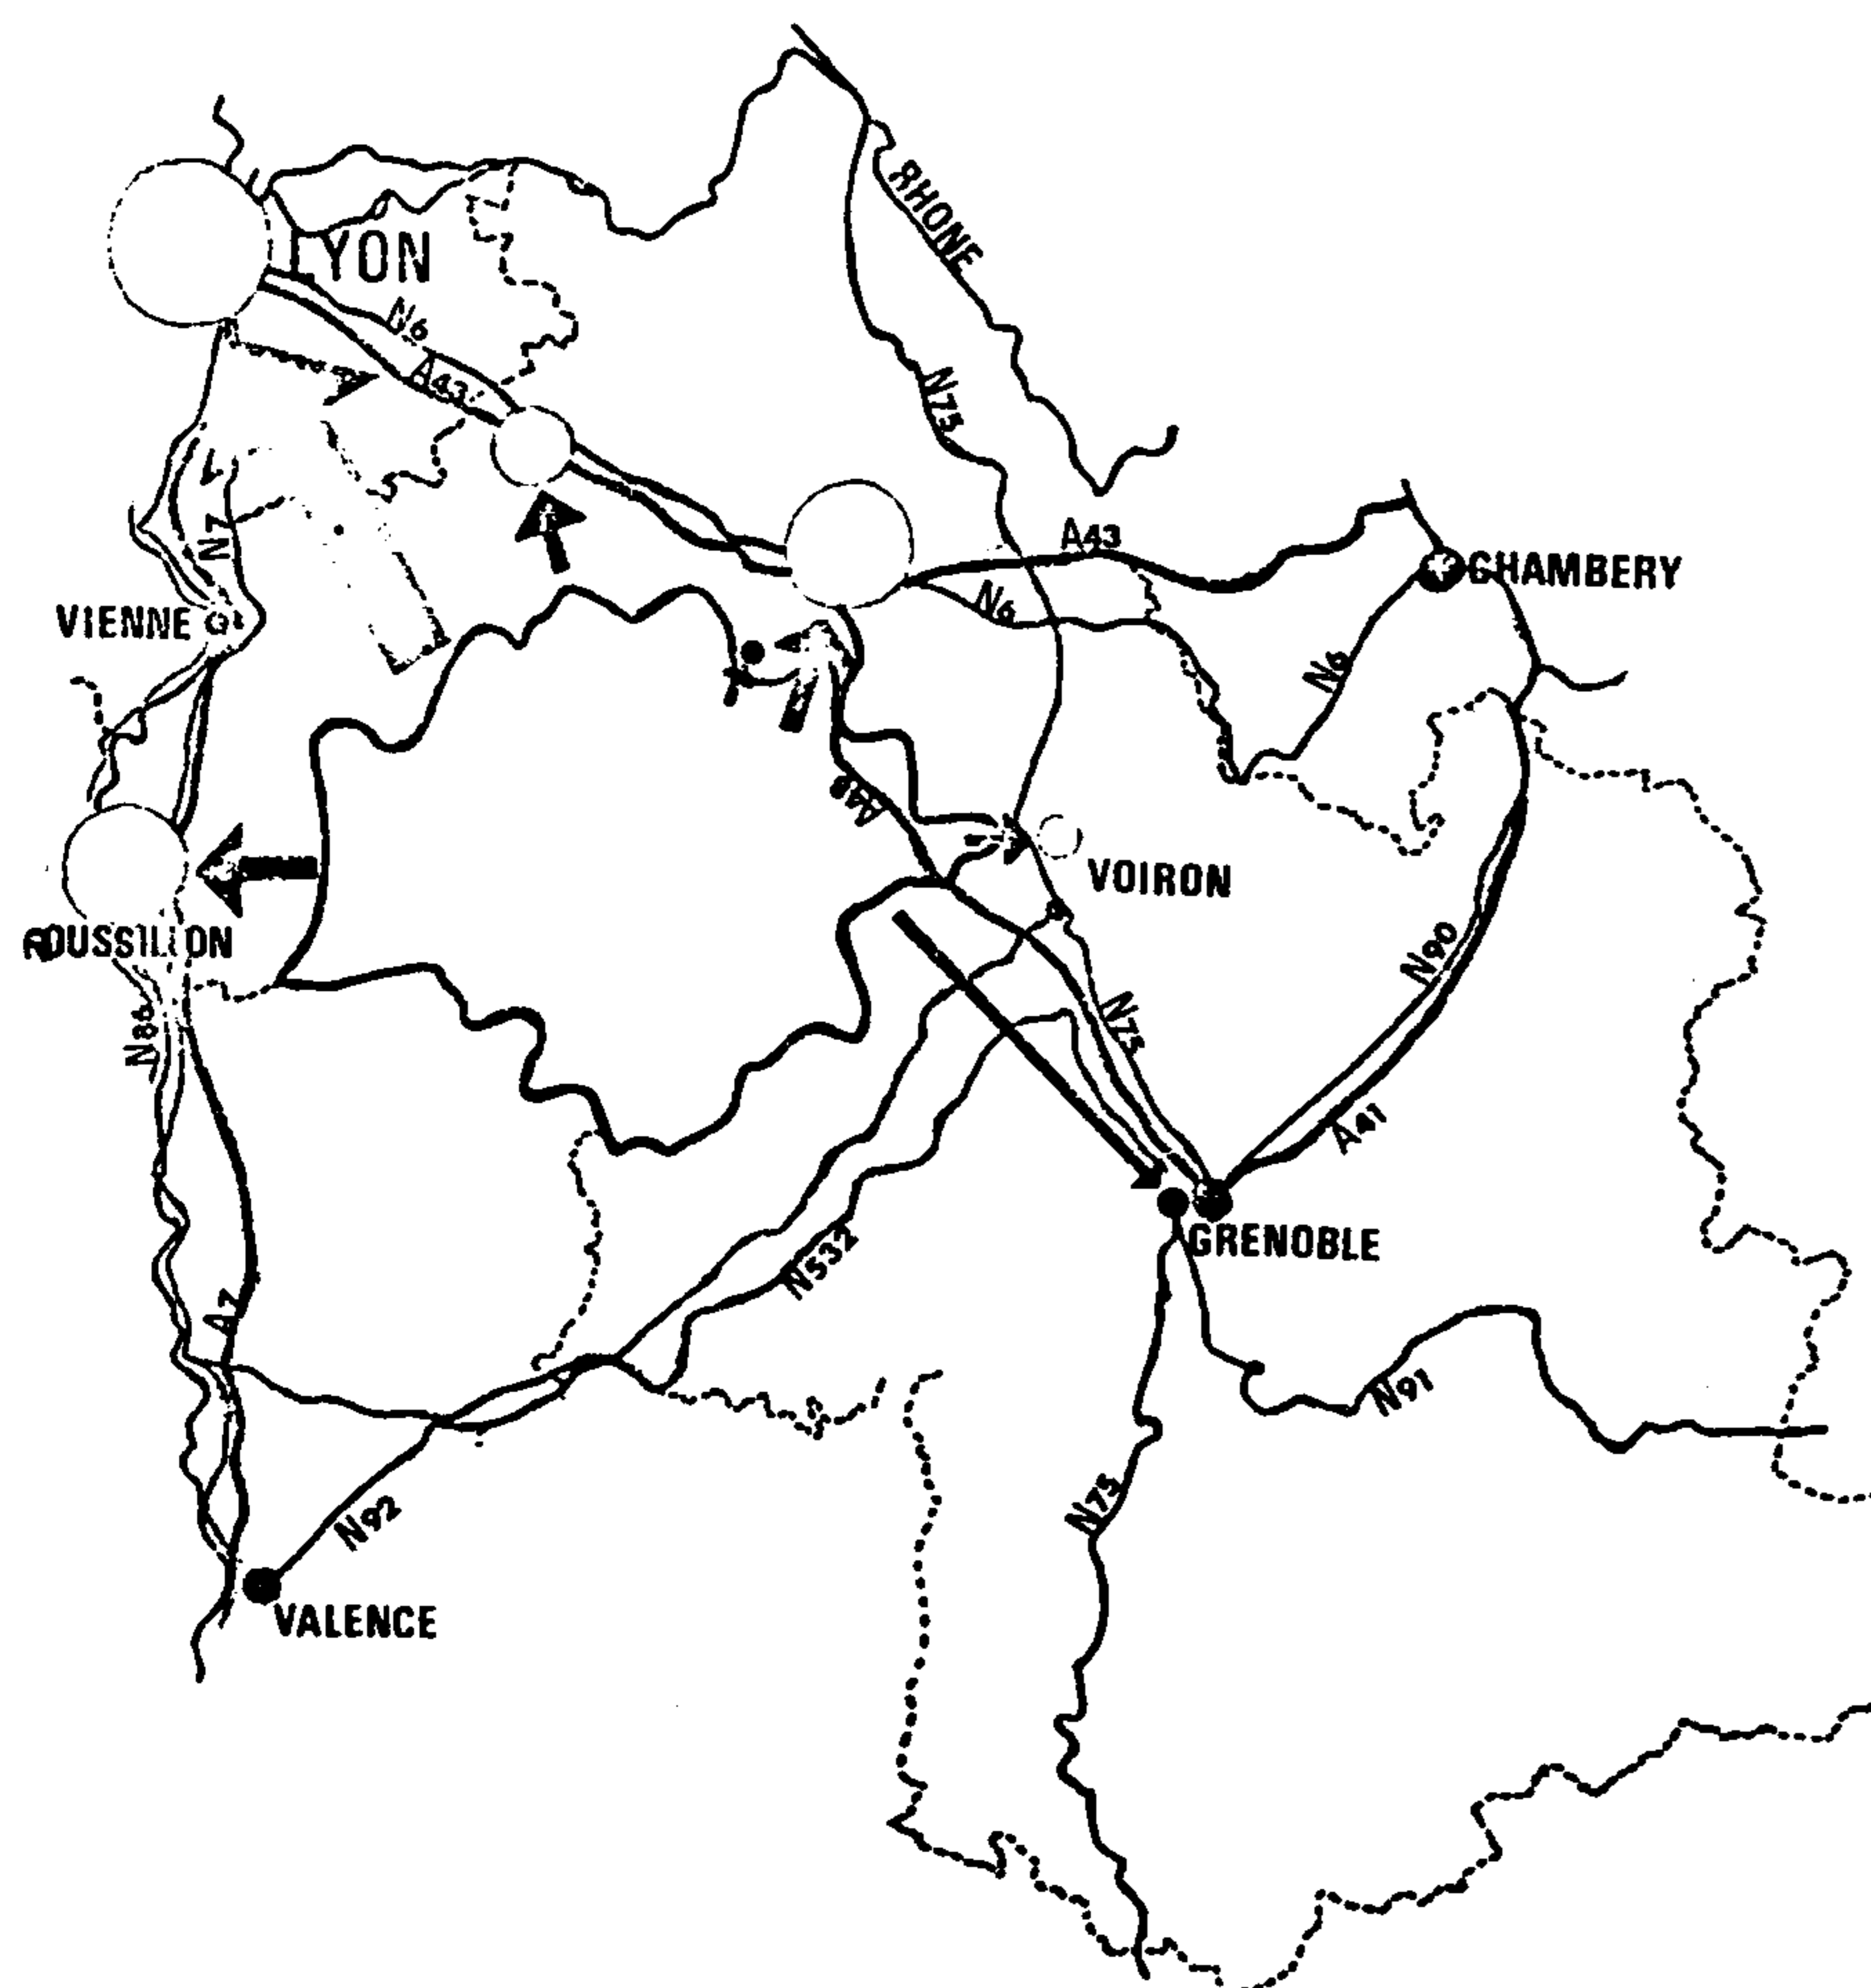 RHONE
LYON
N6
A43
N75
A43
CHAMBERY
N7
N6
VIENNE
N6
VOIRON
ROUSSILLON
N90
N86
N75
A41
GRENOBLE
N532
A7
N91
N75
N92
VALENCE